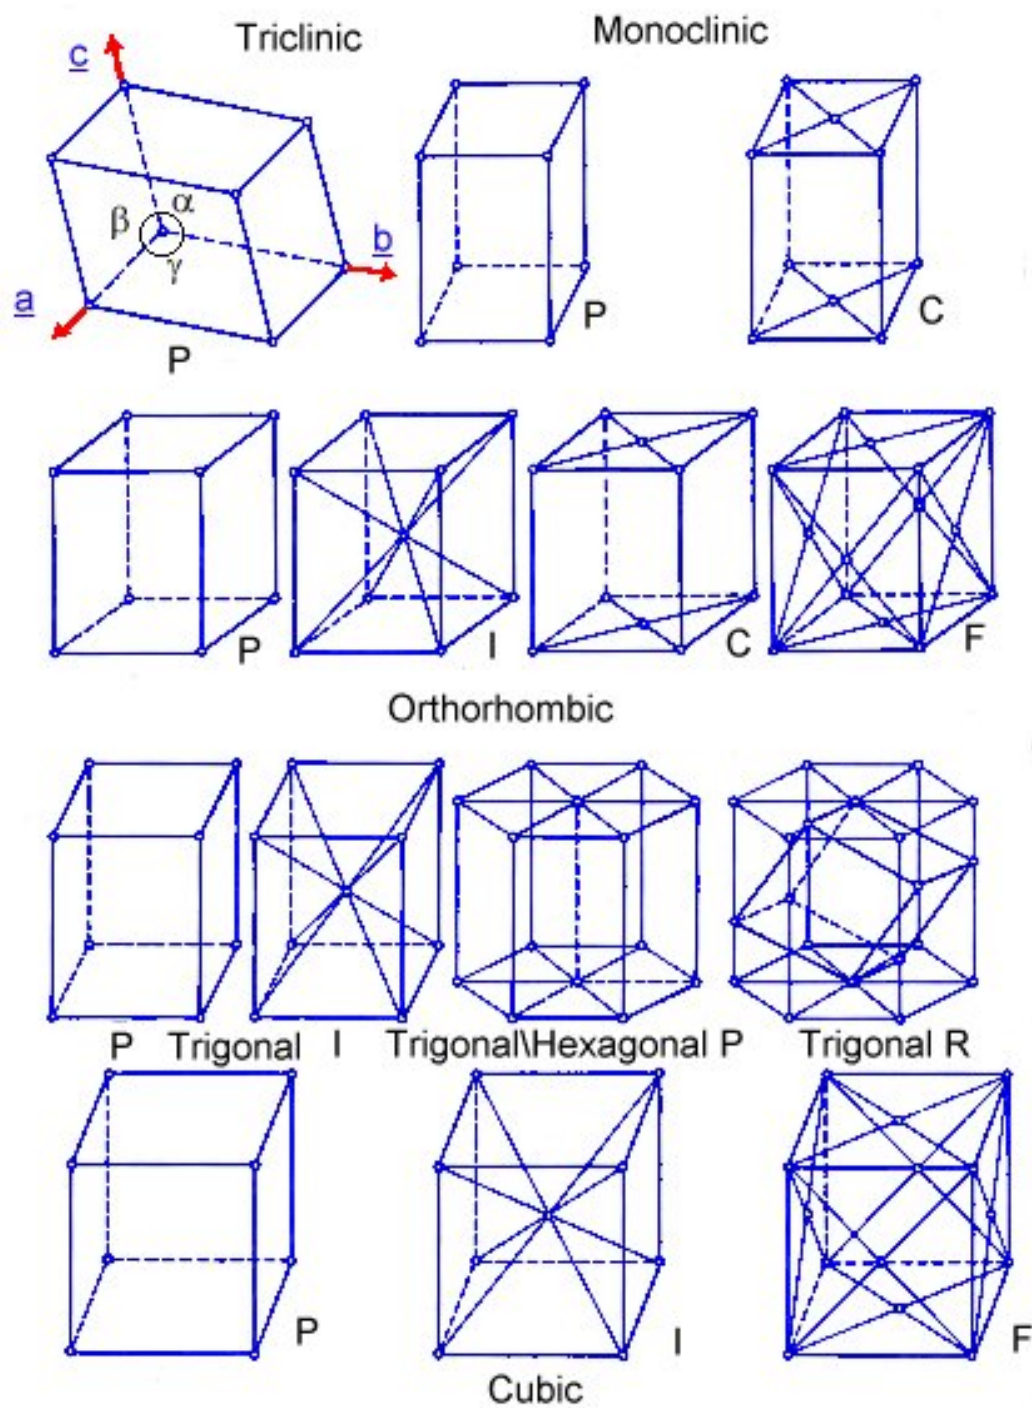 Triclinic
Monoclinic
c
α
β
γ
b
a
P
P
C
P
I
C
F
Orthorhombic
P Trigonal I Trigonal\Hexagonal P Trigonal R
P
I
F
Cubic